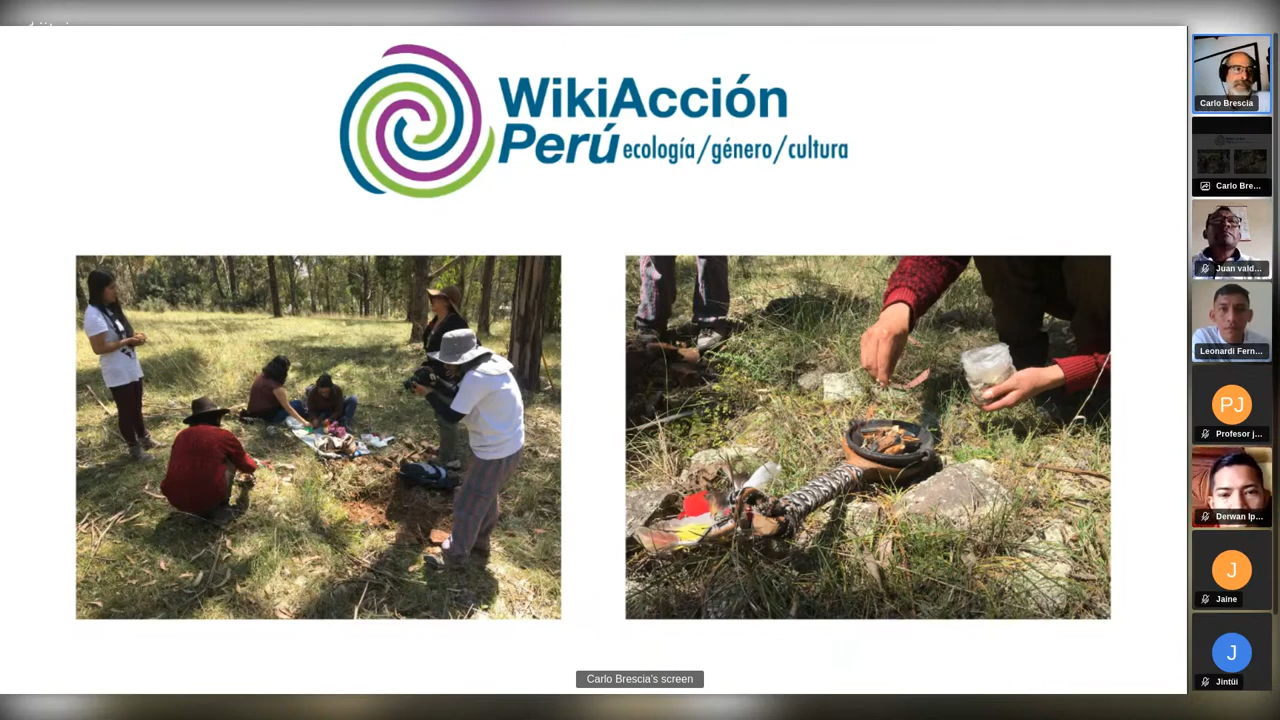 WikiAcción
Perú ecología/género/cultura
Carlo Brescia
Carlo Bre...
Juan vald...
Leonardi Fern...
PJ
Profesor j...
Derwan Ip...
J
Jaine
J
Jintüi
Carlo Brescia's screen